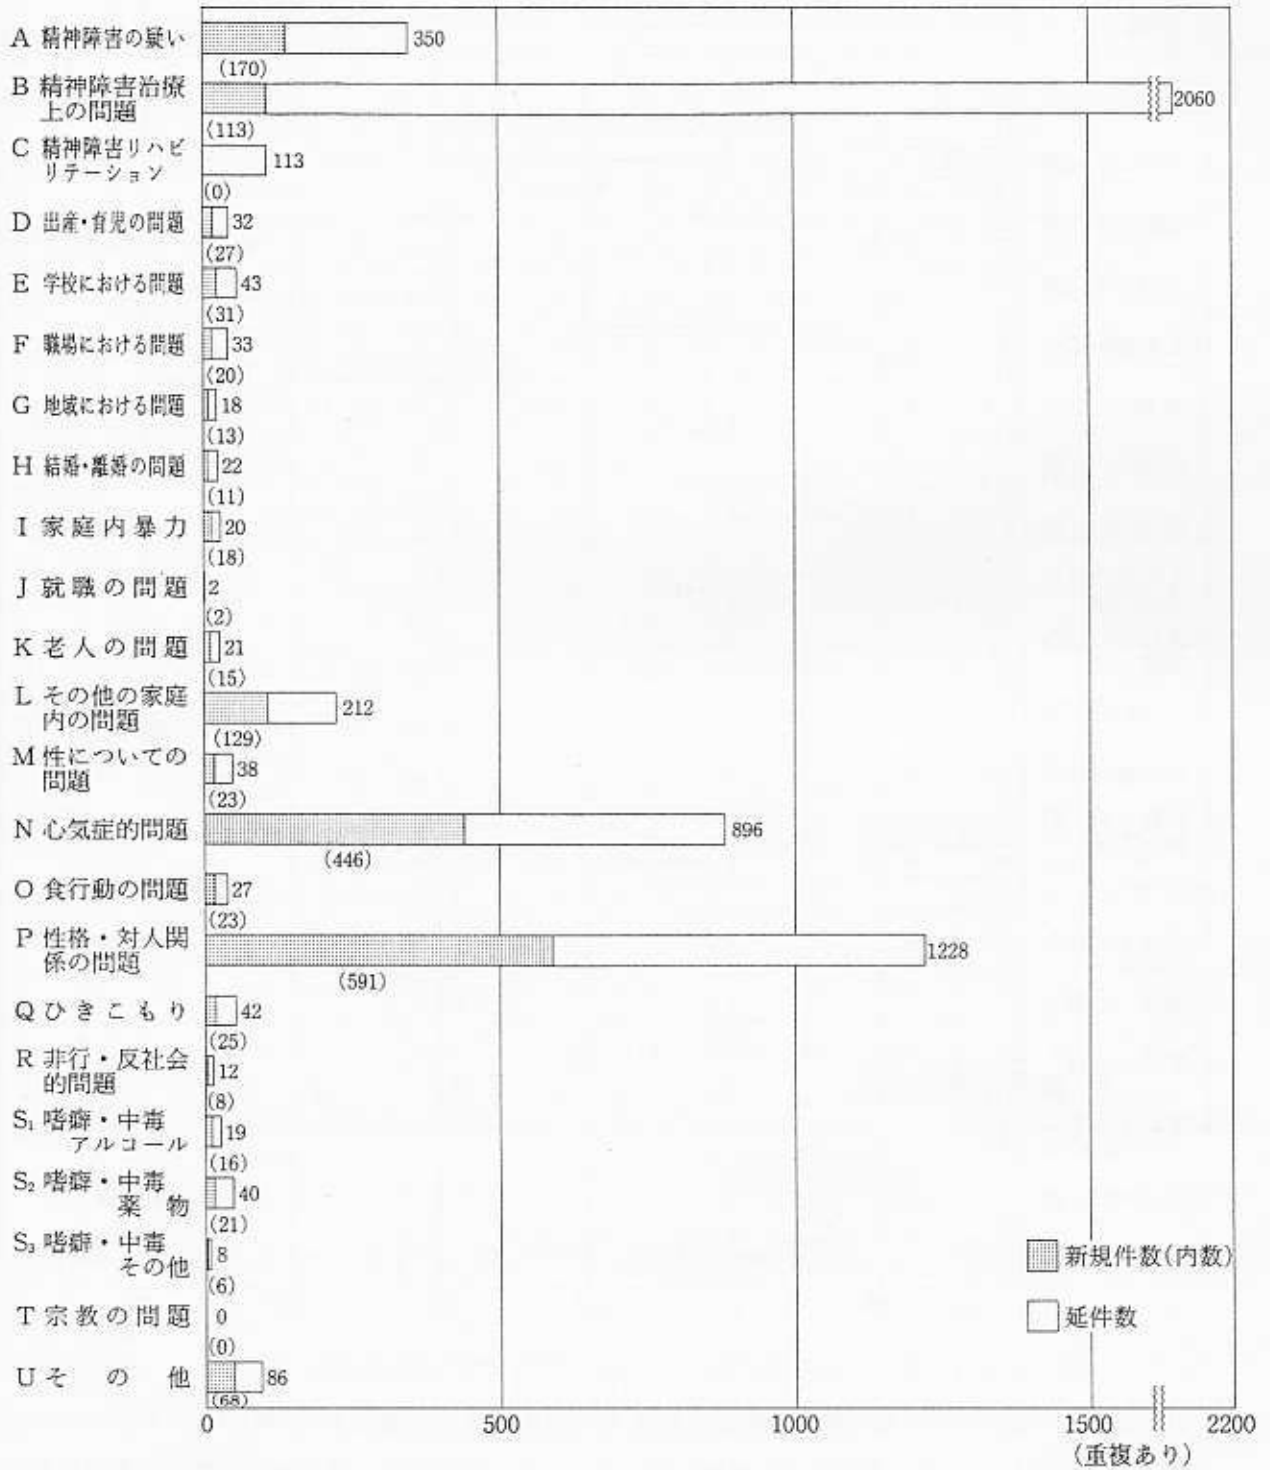 A 精神障害の疑い 350
(170)
B 精神障害治療
上の問題 2060
(113)
C 精神障害リハビ
リテーション 113
(0)
D 出産・育児の問題 32
(27)
E 学校における問題 43
(31)
F 職場における問題 33
(20)
G 地域における問題 18
(13)
H 結婚・離婚の問題 22
(11)
I 家庭内暴力 20
(18)
J 就職の問題 2
(2)
K 老人の問題 21
(15)
L その他の家庭
内の問題 212
(129)
M 性についての
問題 38
(23)
N 心気症的問題 896
(446)
O 食行動の問題 27
(23)
P 性格・対人関
係の問題 1228
(591)
Q ひきこもり 42
(25)
R 非行・反社会
的問題 12
(8)
S₁ 嗜癖・中毒
アルコール 19
(16)
S₂ 嗜癖・中毒
薬物 40
(21)
S₃ 嗜癖・中毒
その他 8
(6)
新規件数(内数)
T 宗教の問題 0
(0)
延件数
U その他 86
(68)
0 500 1000 1500 2200
(重複あり)